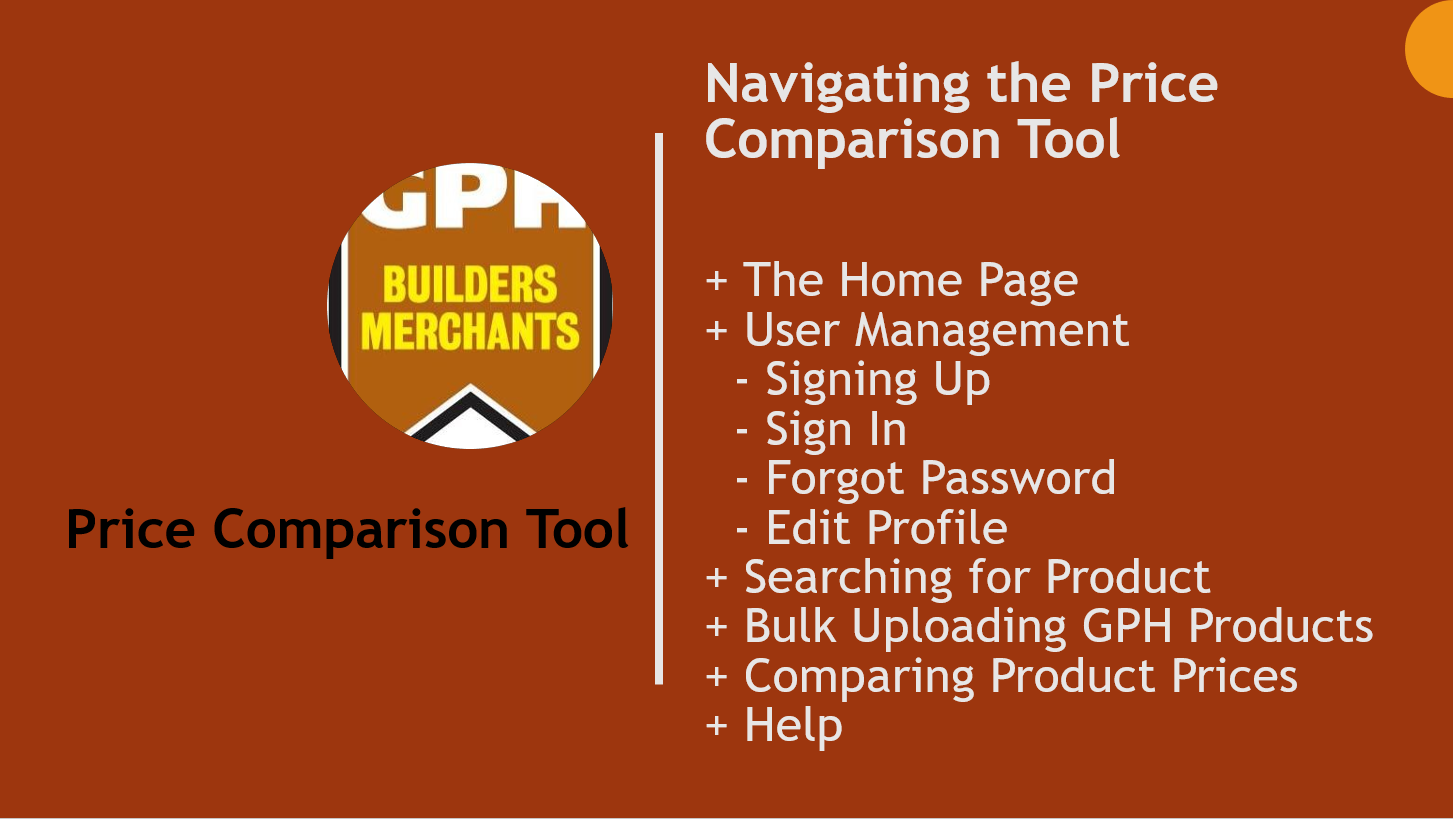 GPH
BUILDERS
MERCHANTS
Price Comparison Tool
Navigating the Price
Comparison Tool
+ The Home Page
+ User Management
- Signing Up
- Sign In
- Forgot Password
- Edit Profile
+ Searching for Product
+ Bulk Uploading GPH Products
+ Comparing Product Prices
+ Help